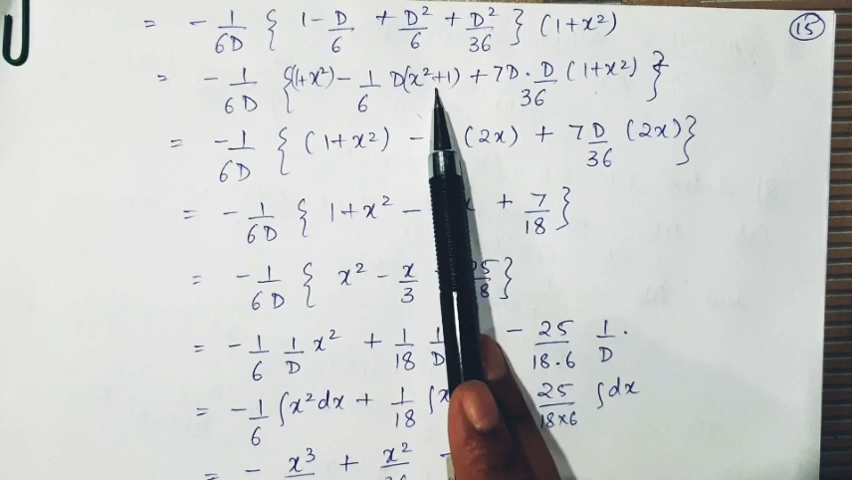 15
= - 1/6D { 1 - D/6 + D²/6 + D²/36 } (1+x²)
= - 1/6D { (1+x²) - 1/6 D(x²+1) + 7D · D/36 (1+x²) }
= - 1/6D { (1+x²) - (2x) + 7D/36 (2x) }
= - 1/6D { 1+x² - + 7/18 }
= - 1/6D { x² - x/3 }
= - 1/6 1/D x² + 1/18 1/D - 25/18.6 1/D .
= - 1/6 ∫x²dx + 1/18 ∫ 25/18×6 ∫dx
= - x³ + x²